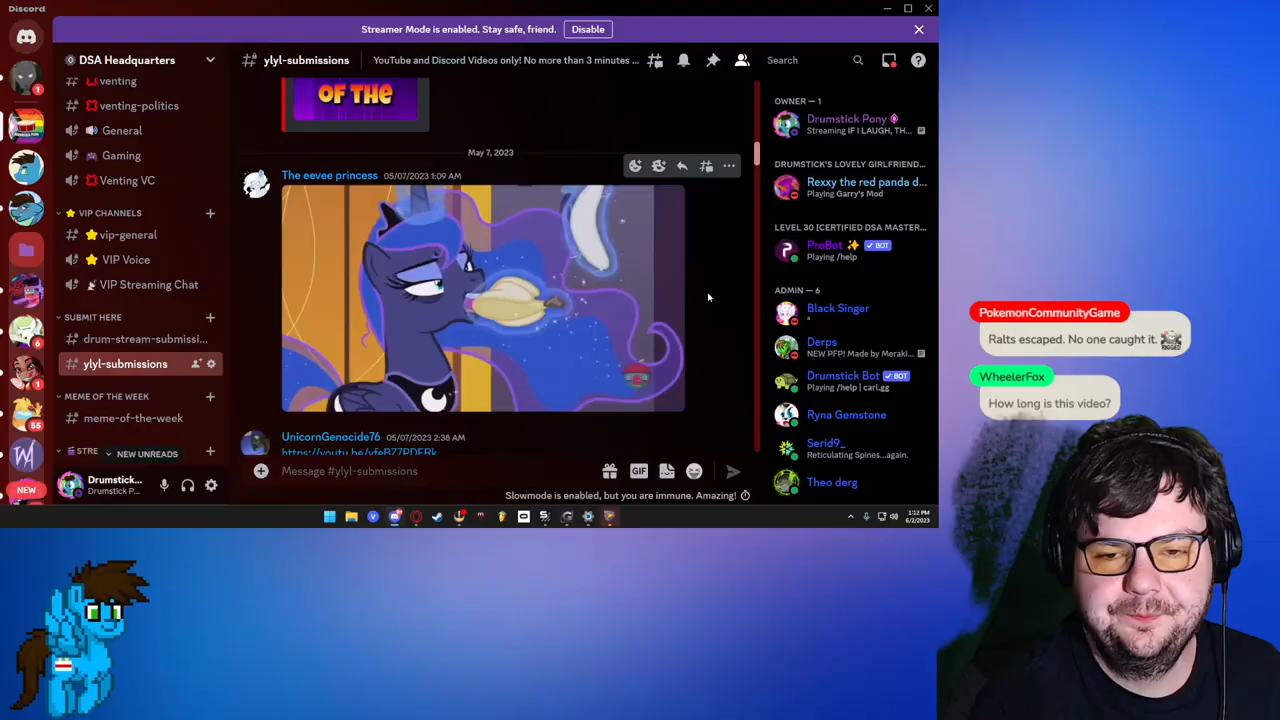 Discord
Streamer Mode is enabled. Stay safe, friend.
Disable
DSA Headquarters
ylyl-submissions
YouTube and Discord Videos only! No more than 3 minutes ...
Search
venting
venting-politics
General
Gaming
Venting VC
VIP CHANNELS
vip-general
VIP Voice
VIP Streaming Chat
SUBMIT HERE
drum-stream-submissi...
ylyl-submissions
MEME OF THE WEEK
meme-of-the-week
STRE
NEW UNREADS
Drumstick...
Drumstick P...
1
6
1
55
NEW
OF THE
May 7, 2023
The eevee princess 05/07/2023 1:09 AM
UnicornGenocide76 05/07/2023 2:38 AM
Message #ylyl-submissions
GIF
Slowmode is enabled, but you are immune. Amazing!
OWNER — 1
Drumstick Pony
Streaming IF I LAUGH, TH...
DRUMSTICK'S LOVELY GIRLFRIEND...
Rexxy the red panda d...
Playing Garry's Mod
LEVEL 30 [CERTIFIED DSA MASTER...
ProBot ✨ BOT
Playing /help
ADMIN — 6
Black Singer
Derps
NEW PFP! Made by Meraki...
Drumstick Bot BOT
Playing /help | carl.gg
Ryna Gemstone
Serid9_
Reticulating Spines...again.
Theo derg
1:12 PM
6/2/2023
PokemonCommunityGame
Ralts escaped. No one caught it.
WheelerFox
How long is this video?